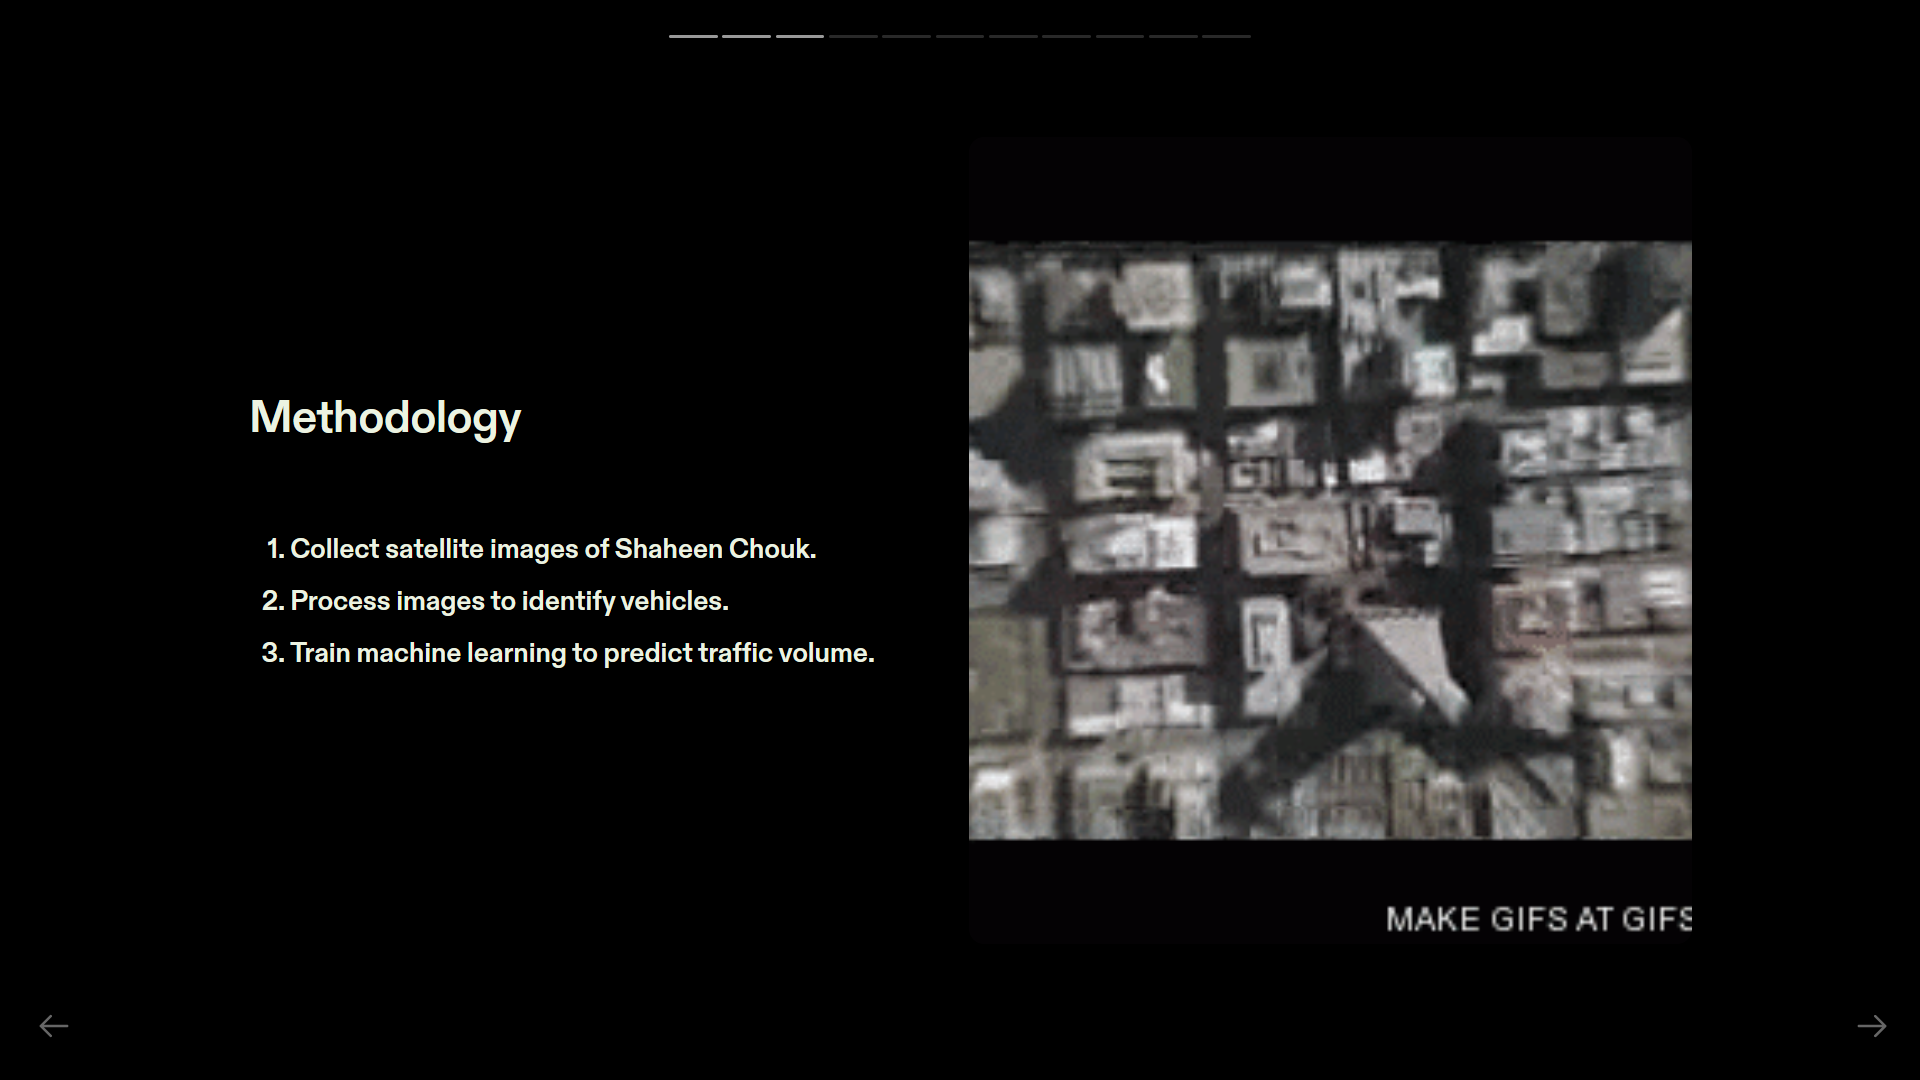 Methodology
1. Collect satellite images of Shaheen Chouk.
2. Process images to identify vehicles.
3. Train machine learning to predict traffic volume.
MAKE GIFS AT GIFS